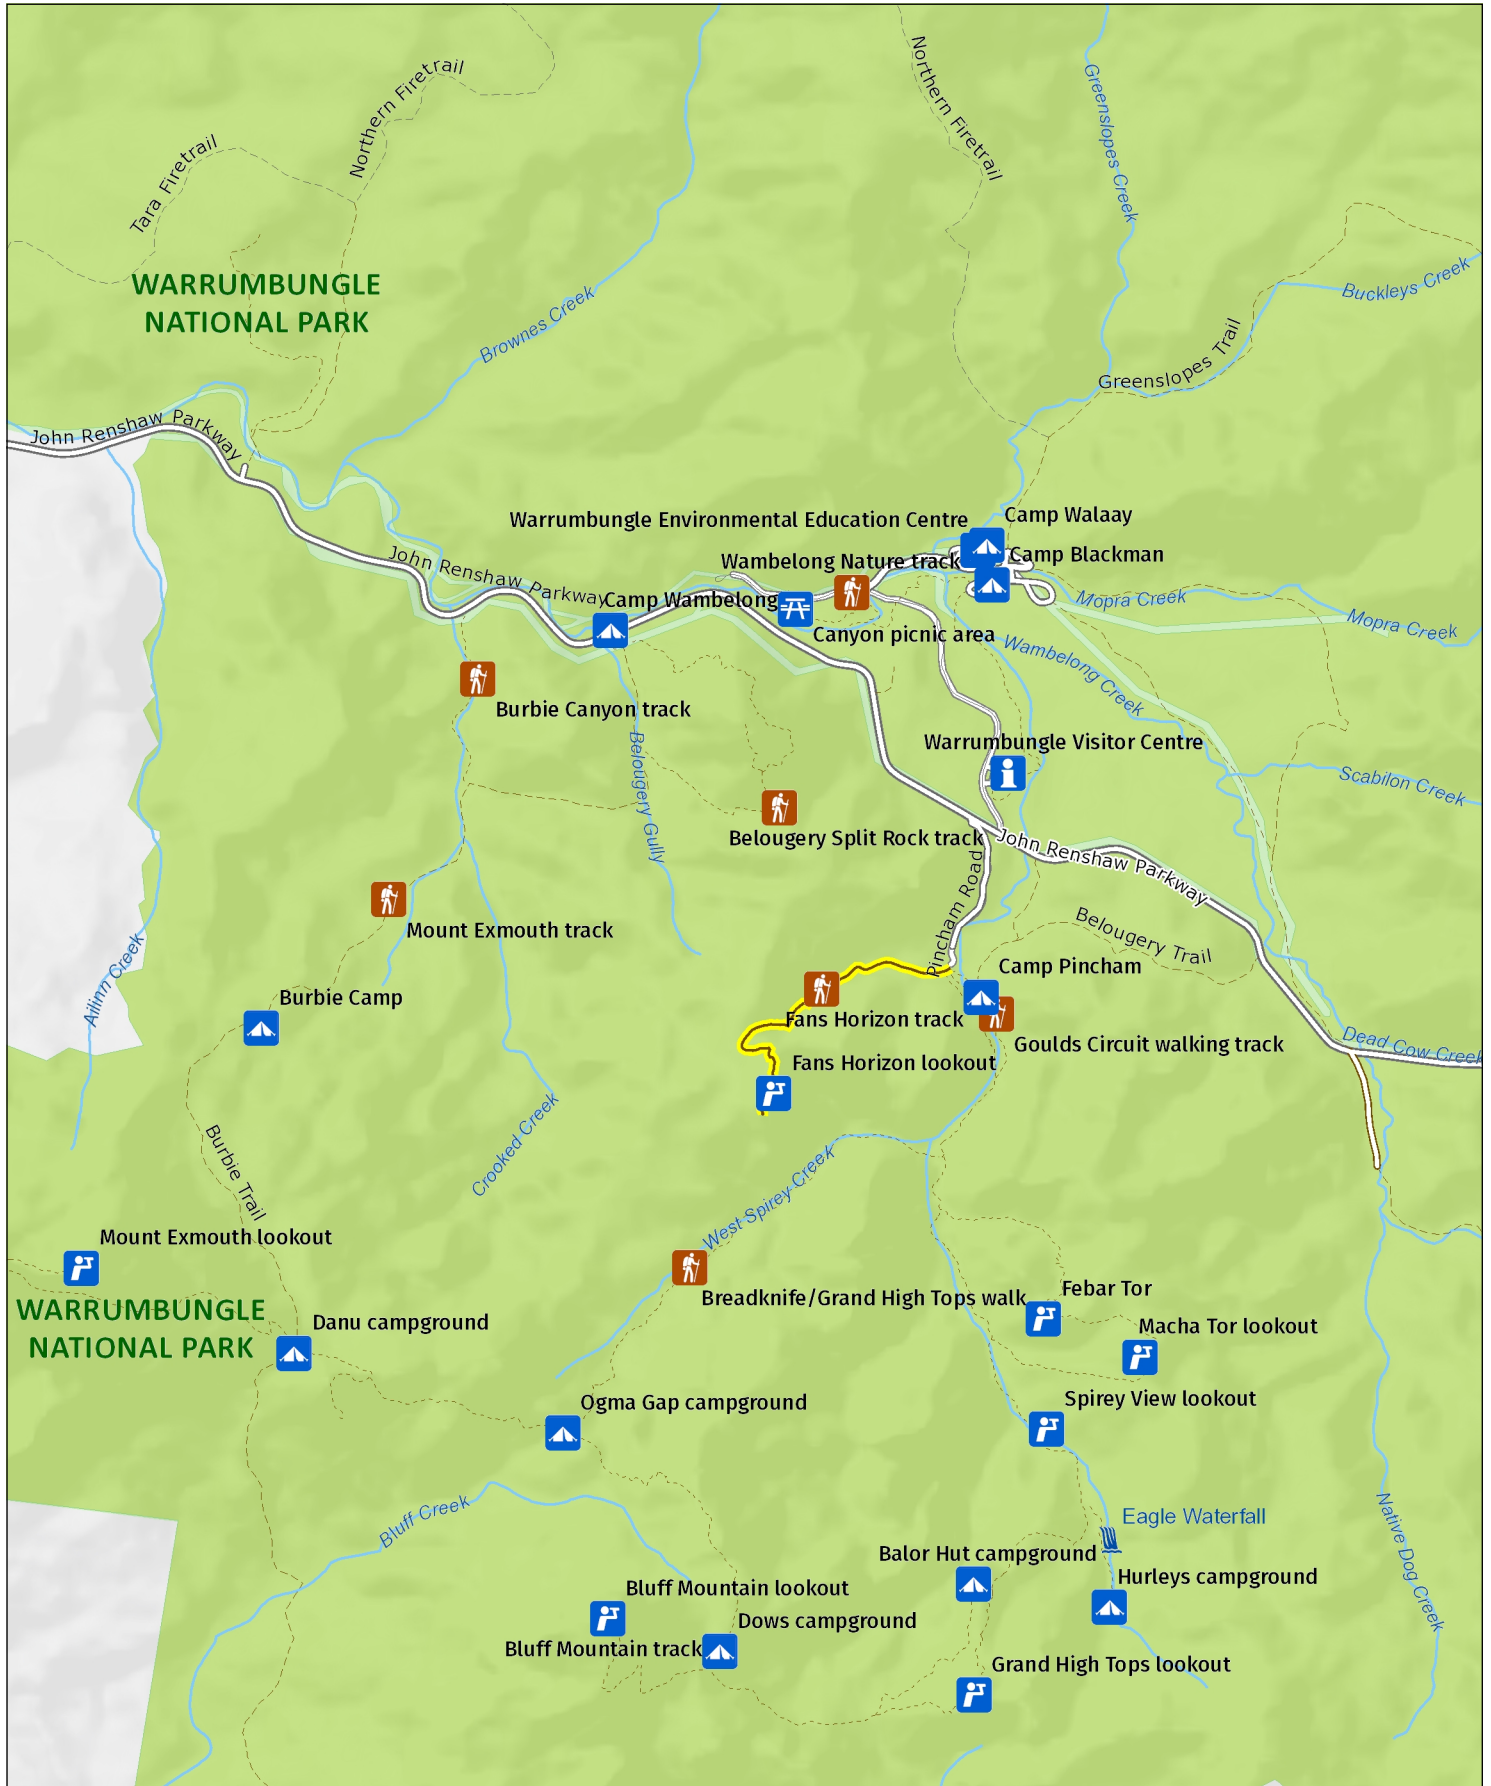 Northern Firetrail
Northern Firetrail
Greenslopes Creek
Tara Firetrail
WARRUMBUNGLE
NATIONAL PARK
Brownes Creek
Buckleys Creek
Greenslopes Trail
John Renshaw Parkway
Warrumbungle Environmental Education Centre
Camp Walaay
Wambelong Nature track
Camp Blackman
John Renshaw Parkway
Camp Wambelong
Mopra Creek
Mopra Creek
Canyon picnic area
Wambelong Creek
Burbie Canyon track
Belougery Gully
Warrumbungle Visitor Centre
Scabilon Creek
Belougery Split Rock track
John Renshaw Parkway
Pincham Road
Mount Exmouth track
Belougery Trail
Ailinn Creek
Camp Pincham
Burbie Camp
Fans Horizon track
Goulds Circuit walking track
Dead Cow Creek
Fans Horizon lookout
Crooked Creek
Burbie Trail
West Spirey Creek
Mount Exmouth lookout
WARRUMBUNGLE
NATIONAL PARK
Breadknife/Grand High Tops walk
Febar Tor
Danu campground
Macha Tor lookout
Ogma Gap campground
Spirey View lookout
Bluff Creek
Eagle Waterfall
Native Dog Creek
Balor Hut campground
Hurleys campground
Bluff Mountain lookout
Dows campground
Bluff Mountain track
Grand High Tops lookout